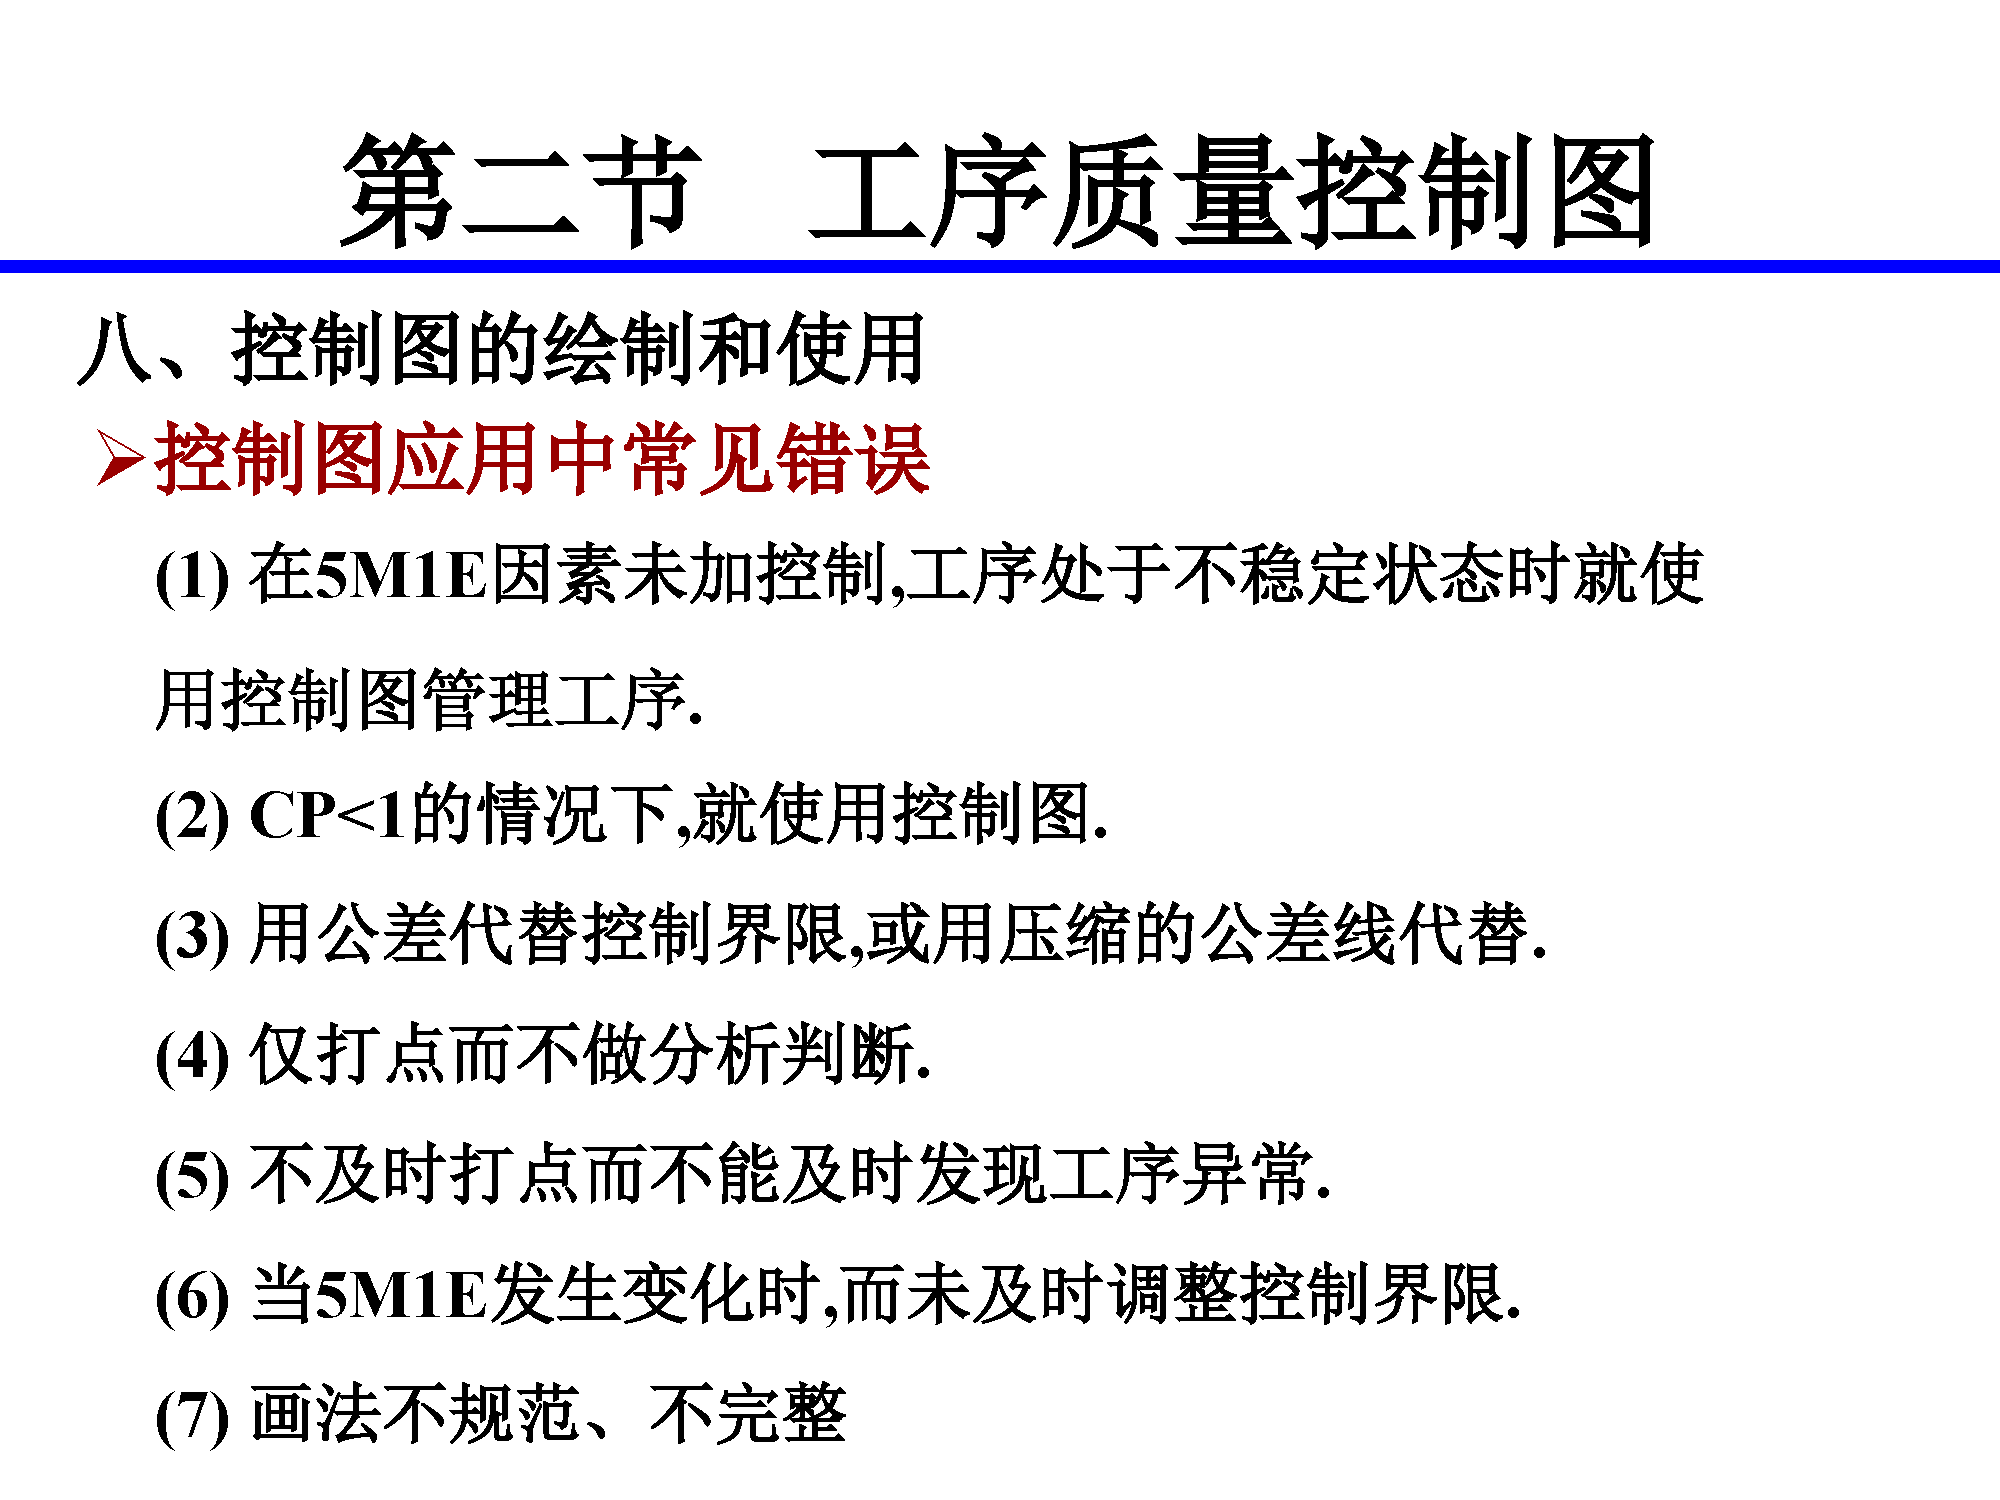 第二节 工序质量控制图
八、控制图的绘制和使用
➢控制图应用中常见错误
(1) 在5M1E因素未加控制,工序处于不稳定状态时就使
用控制图管理工序.
(2) CP<1的情况下,就使用控制图.
(3) 用公差代替控制界限,或用压缩的公差线代替.
(4) 仅打点而不做分析判断.
(5) 不及时打点而不能及时发现工序异常.
(6) 当5M1E发生变化时,而未及时调整控制界限.
(7) 画法不规范、不完整